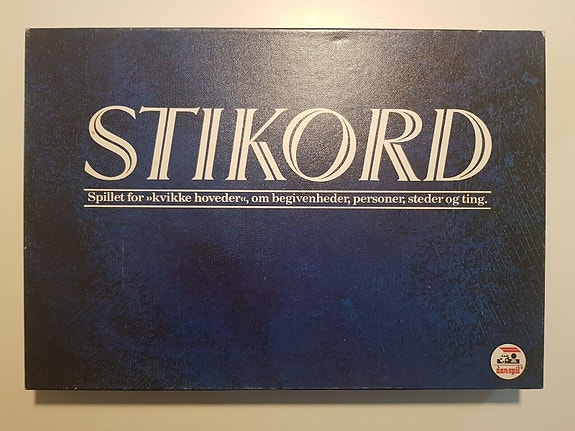 STIKORD
Spillet for »kvikke hoveder«, om begivenheder, personer, steder og ting.
dan-spil